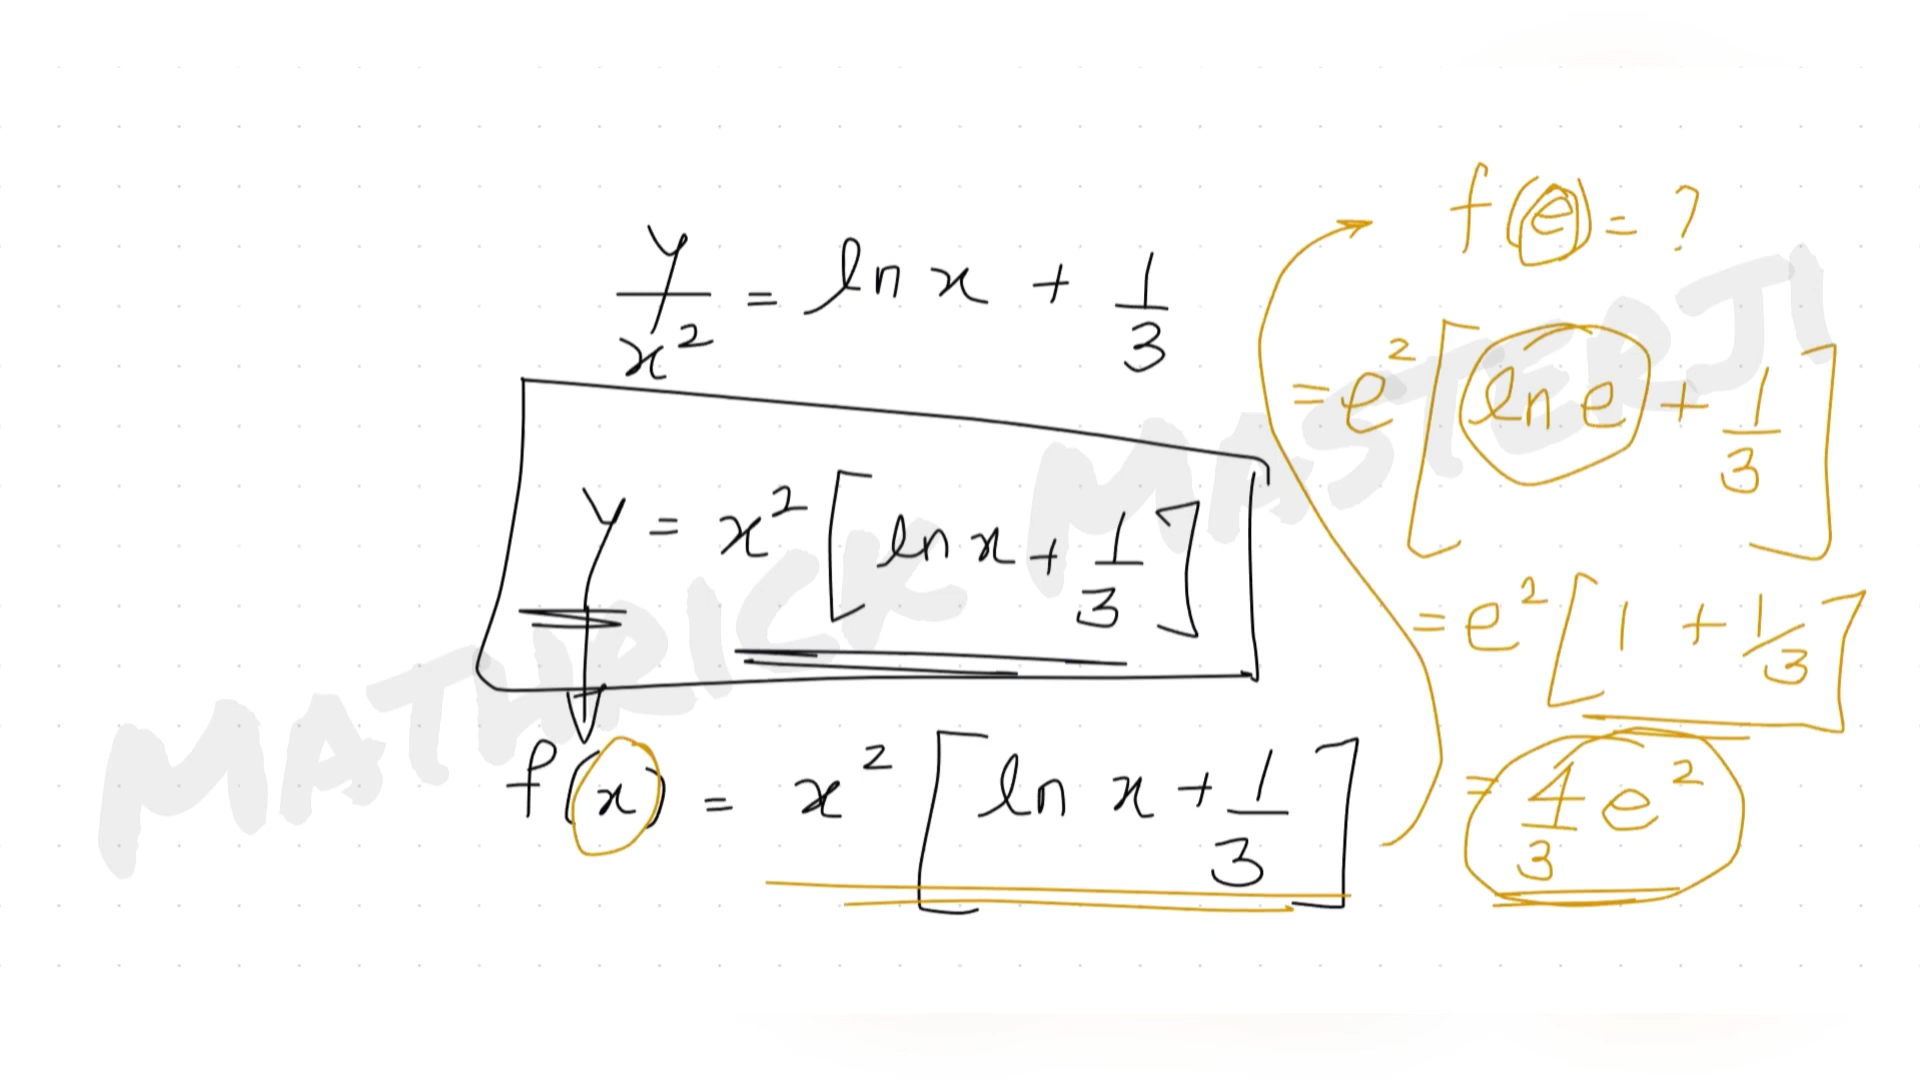 y/x² = ln x + 1/3
y = x² [ln x + 1/3]
f(x) = x² [ln x + 1/3]
f(e) = ?
= e² [ln e + 1/3]
= e² [1 + 1/3]
= 4/3 e²
MATHRICK MASTERJI